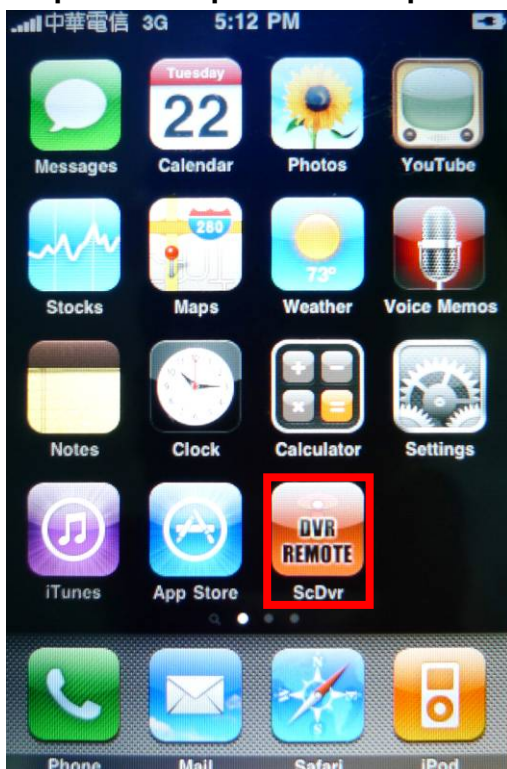 中華電信 3G 5:12 PM
Tuesday
22
Messages Calendar Photos YouTube
280
73°
Stocks Maps Weather Voice Memos
Notes Clock Calculator Settings
DVR
REMOTE
iTunes App Store ScDvr
Phone Mail Safari iPod